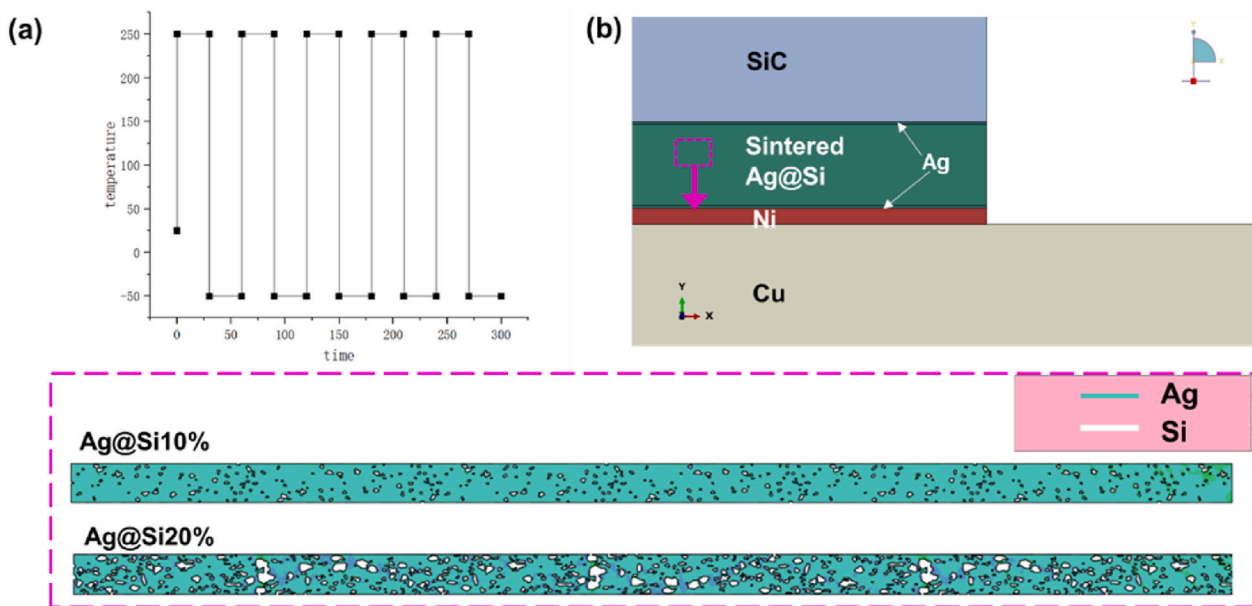 (a)
250
200
150
100
50
0
-50
temperature
0 50 100 150 200 250 300
time
(b)
SiC
Sintered
Ag@Si
Ag
Ni
Cu
Y
X
Y
X
Ag
Si
Ag@Si10%
Ag@Si20%